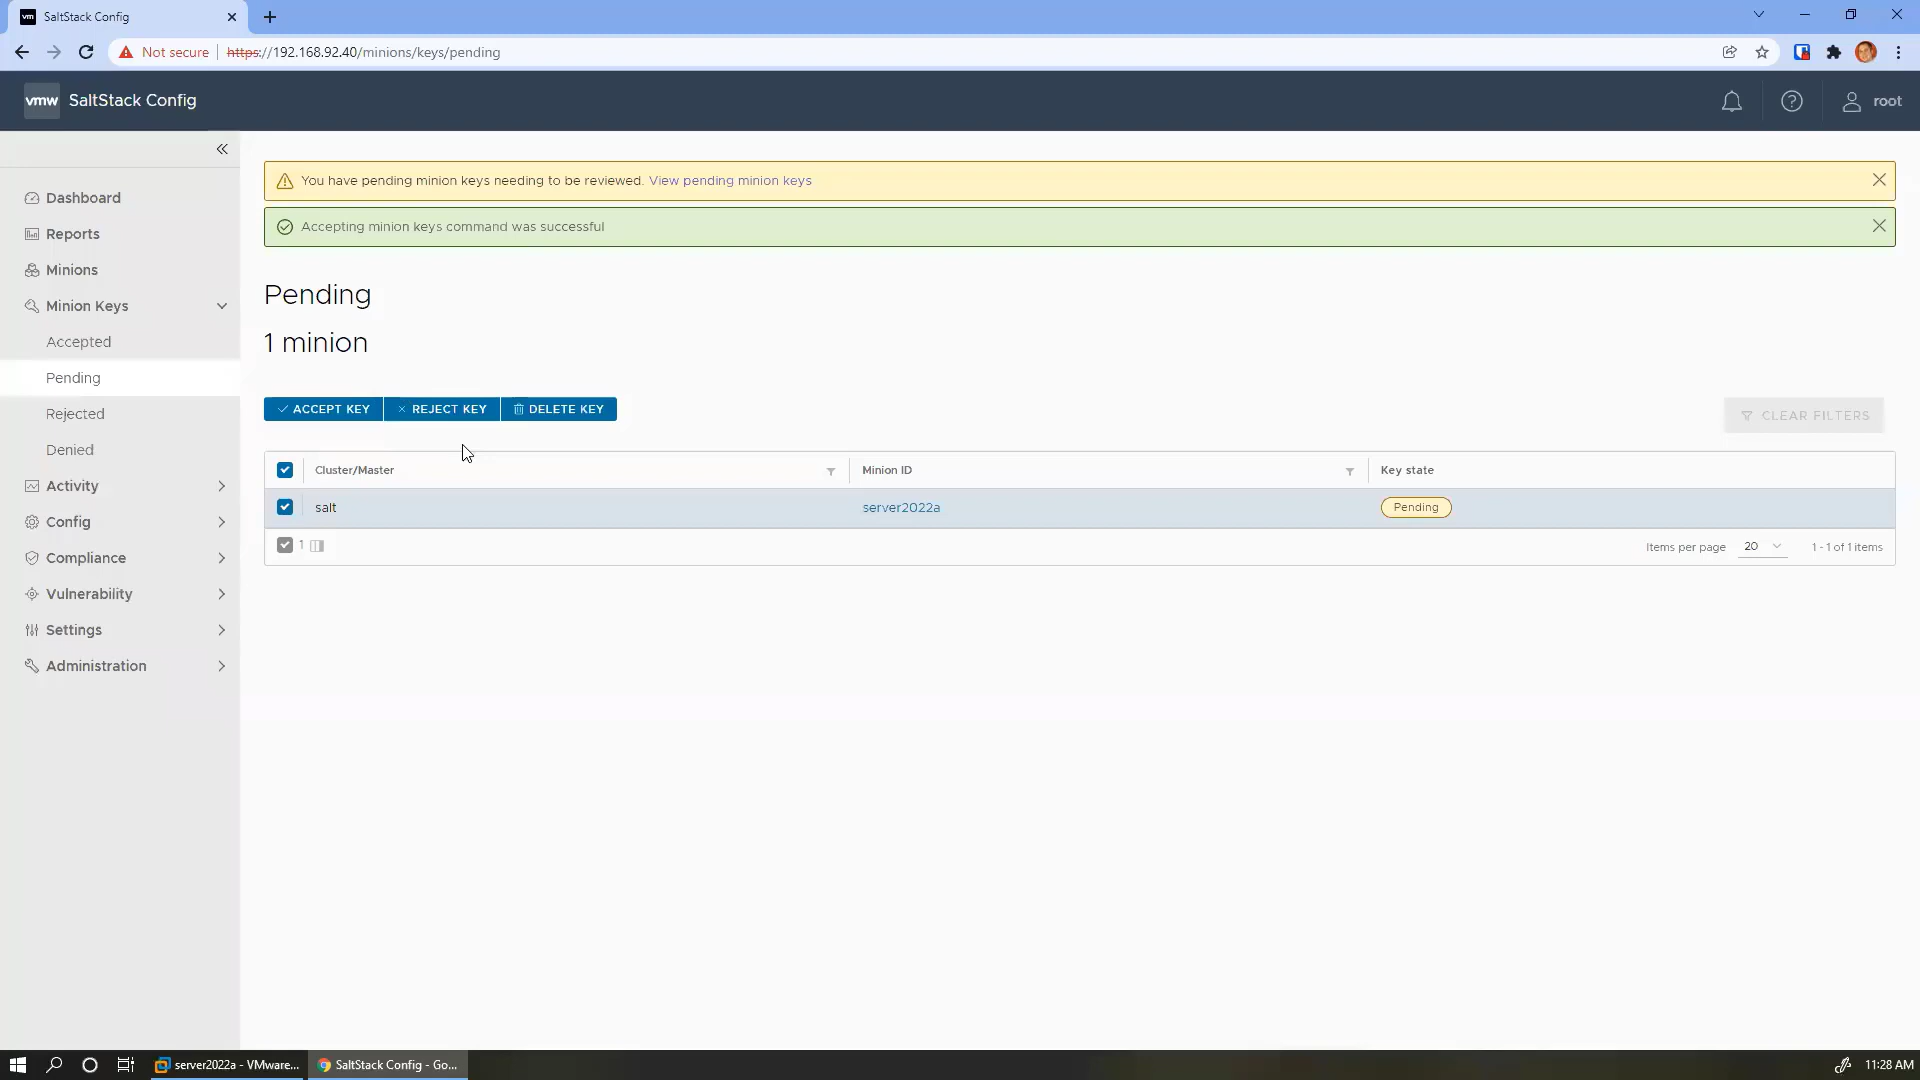 vm SaltStack Config
Not secure https://192.168.92.40/minions/keys/pending
vmw SaltStack Config
root
Dashboard
Reports
Minions
Minion Keys
Accepted
Pending
Rejected
Denied
Activity
Config
Compliance
Vulnerability
Settings
Administration
You have pending minion keys needing to be reviewed. View pending minion keys
Accepting minion keys command was successful
Pending
1 minion
ACCEPT KEY REJECT KEY DELETE KEY
CLEAR FILTERS
Cluster/Master Minion ID Key state
salt server2022a Pending
1 Items per page 20 1 - 1 of 1 items
server2022a - VMware... SaltStack Config - Go... 11:28 AM